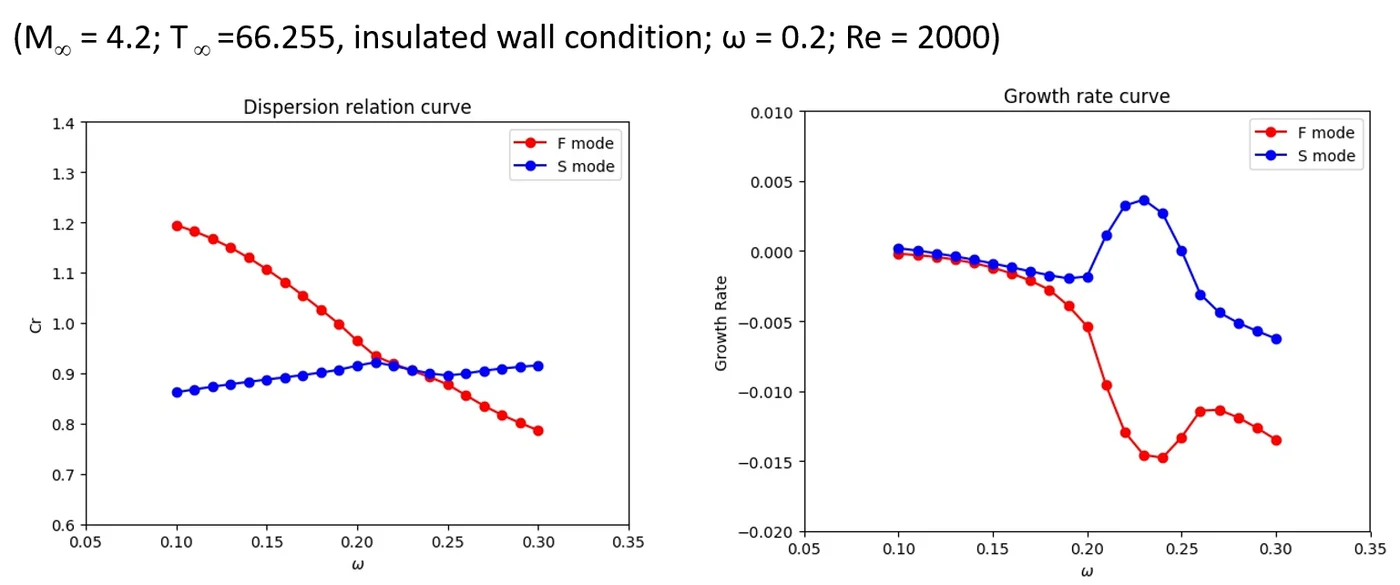 (M∞ = 4.2; T ∞ =66.255, insulated wall condition; ω = 0.2; Re = 2000)
Dispersion relation curve
1.4
1.3
1.2
1.1
1.0
0.9
0.8
0.7
0.6
Cr
0.05 0.10 0.15 0.20 0.25 0.30 0.35
ω
F mode
S mode
Growth rate curve
0.010
0.005
0.000
−0.005
−0.010
−0.015
−0.020
Growth Rate
0.05 0.10 0.15 0.20 0.25 0.30 0.35
ω
F mode
S mode